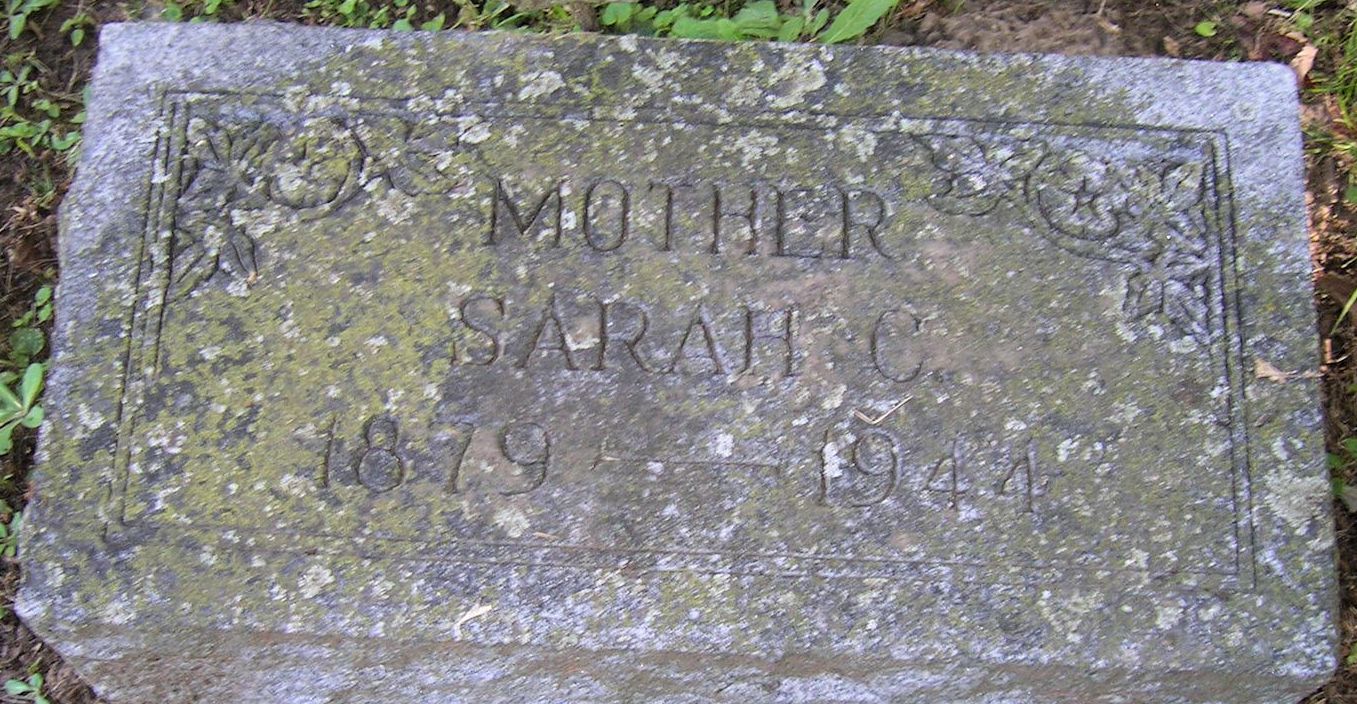 MOTHER
SARAH C.
1879 — 1944